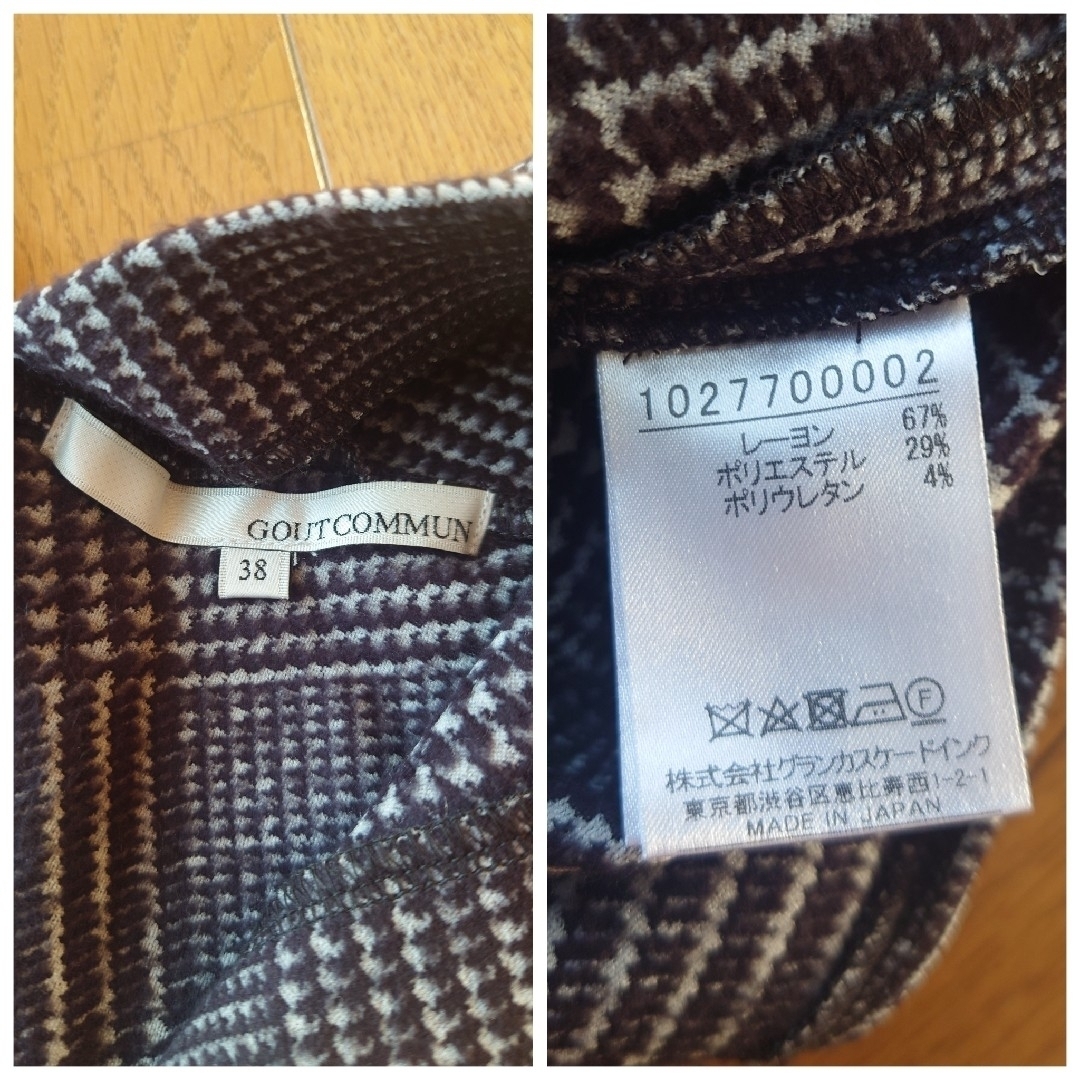 GOUT COMMUN
38
1027700002
レーヨン 67%
ポリエステル 29%
ポリウレタン 4%
F
株式会社グランカスケードインク
東京都渋谷区恵比寿西1-2-1
MADE IN JAPAN